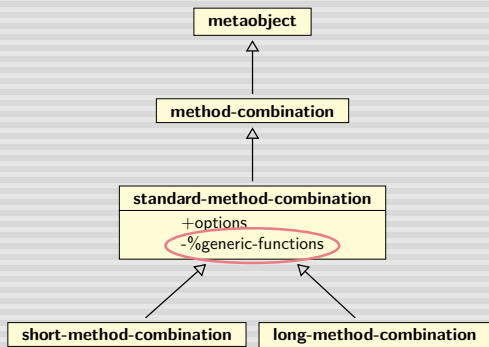 metaobject
method-combination
standard-method-combination
+options
-%generic-functions
short-method-combination
long-method-combination